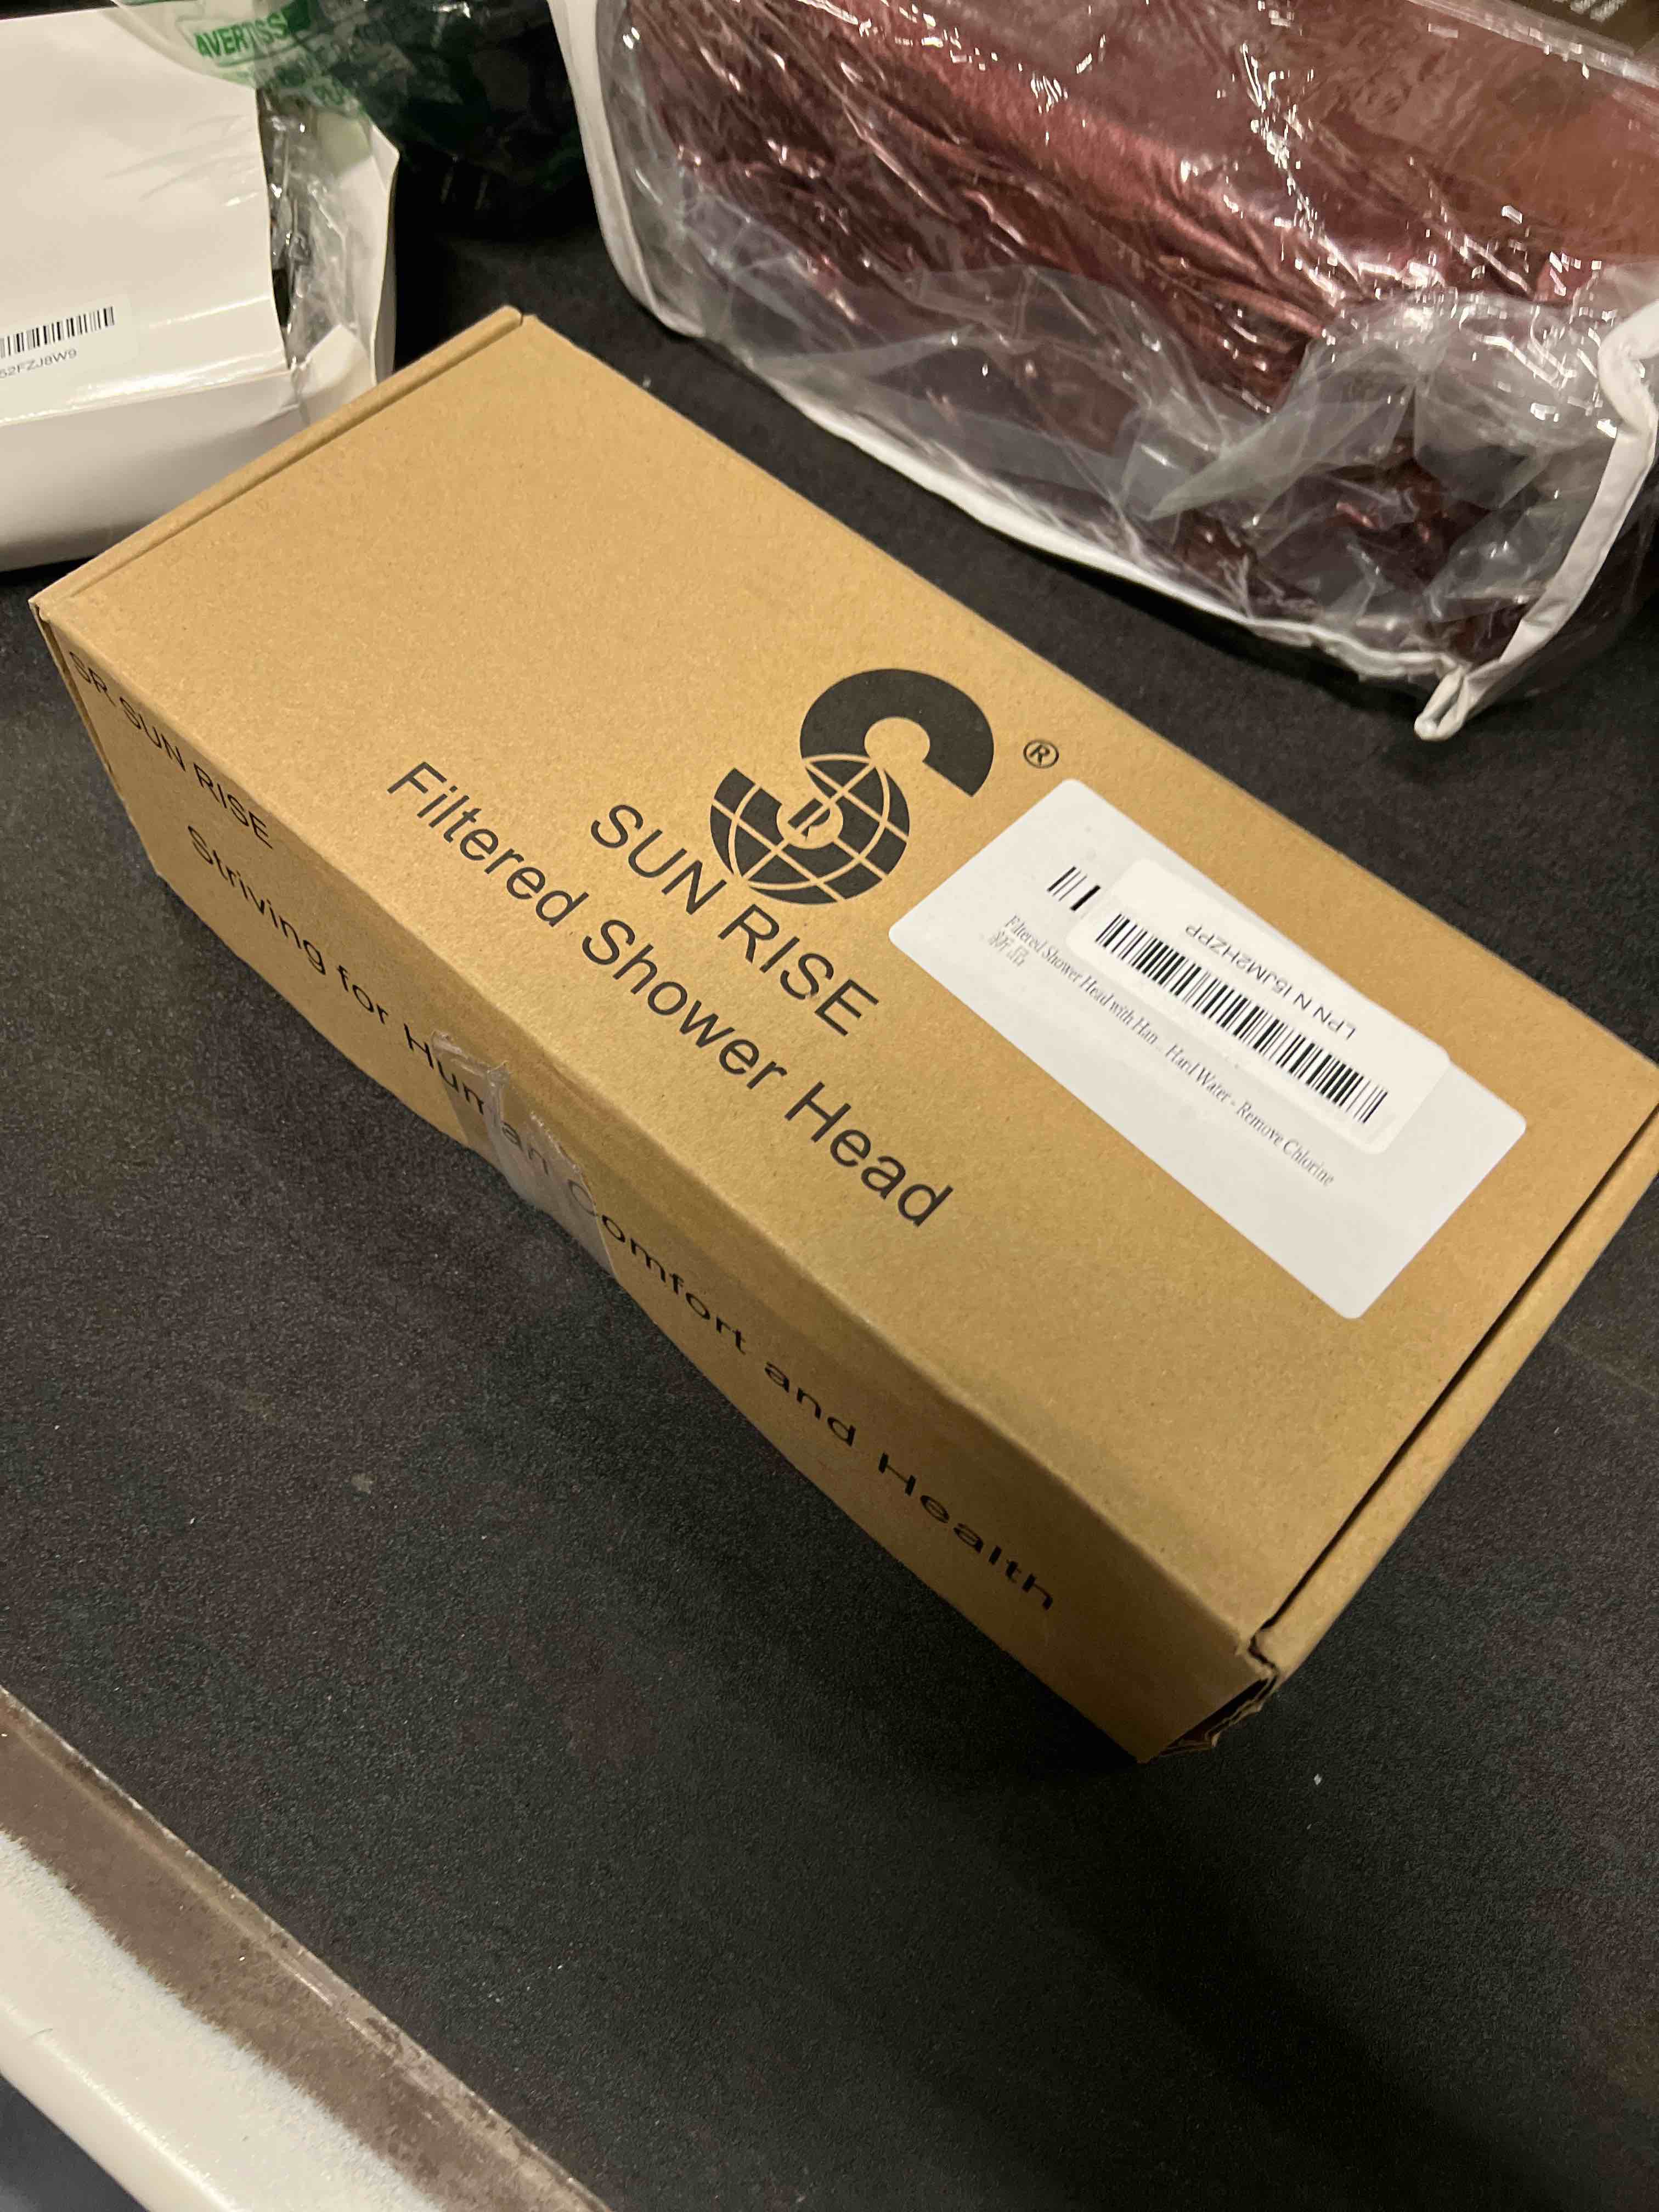 AVERTISS
52FZJ8W9
R
®
SUN RISE
Filtered Shower Head
LPN N I5JM2HZPP
Filtered Shower Head with Han... Hard Water - Remove Chlorine
新品
SR SUN RISE
Striving for Human Comfort and Health